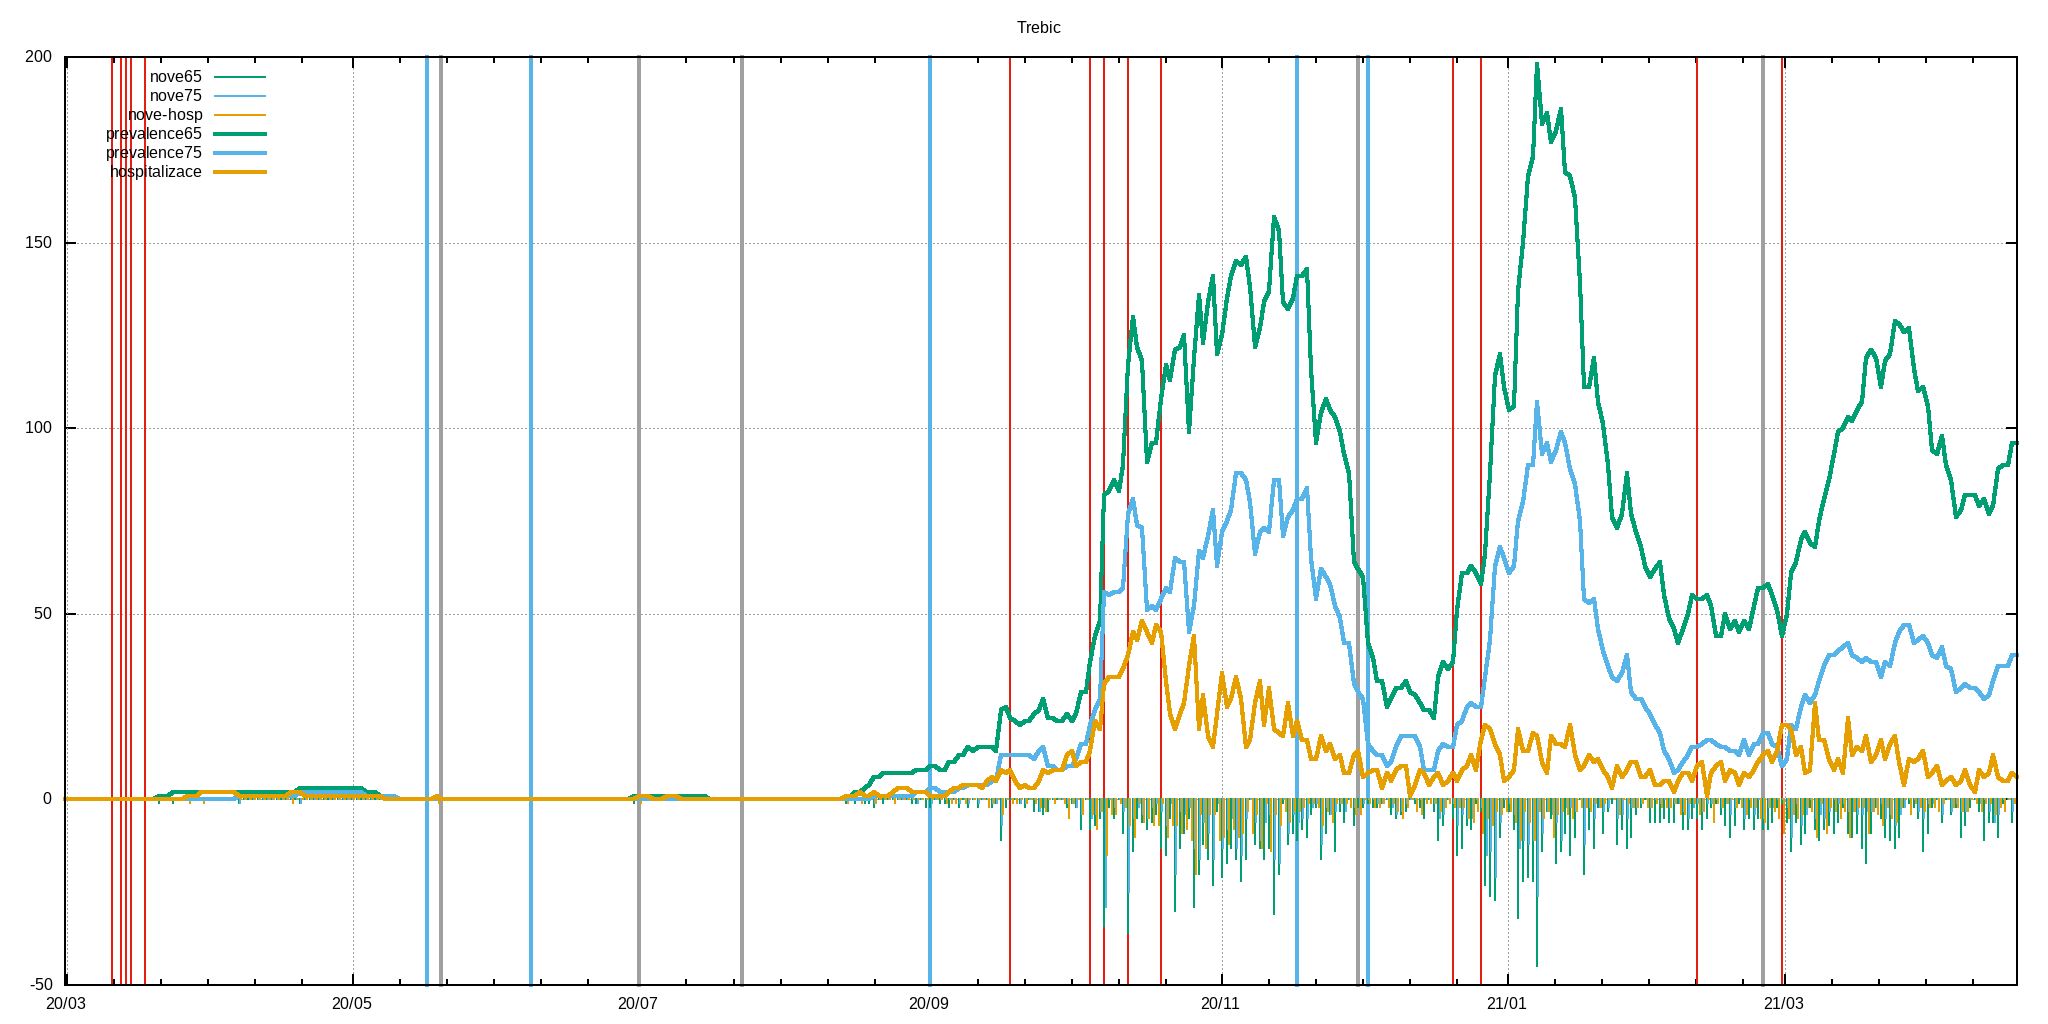 Trebic
200
150
100
50
0
-50
nove65
nove75
nove-hosp
prevalence65
prevalence75
hospitalizace
20/03 20/05 20/07 20/09 20/11 21/01 21/03